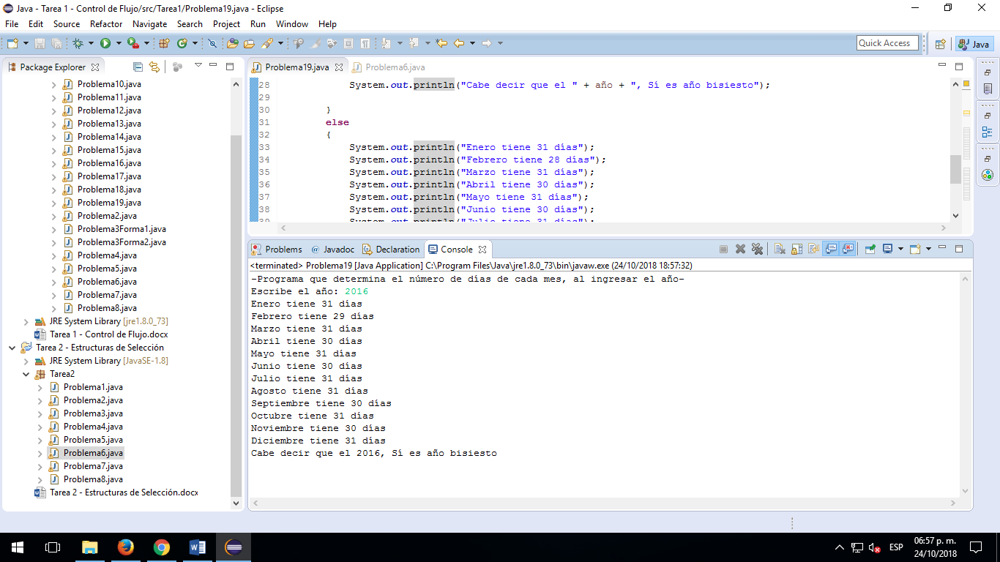 Java - Tarea 1 - Control de Flujo/src/Tarea1/Problema19.java - Eclipse
File Edit Source Refactor Navigate Search Project Run Window Help
Quick Access
Java
Package Explorer
Problema10.java
Problema11.java
Problema12.java
Problema13.java
Problema14.java
Problema15.java
Problema16.java
Problema17.java
Problema18.java
Problema19.java
Problema2.java
Problema3Forma1.java
Problema3Forma2.java
Problema4.java
Problema5.java
Problema6.java
Problema7.java
Problema8.java
JRE System Library [jre1.8.0_73]
Tarea 1 - Control de Flujo.docx
Tarea 2 - Estructuras de Selección
JRE System Library [JavaSE-1.8]
Tarea2
Problema1.java
Problema2.java
Problema3.java
Problema4.java
Problema5.java
Problema6.java
Problema7.java
Problema8.java
Tarea 2 - Estructuras de Selección.docx
Problema19.java Problema6.java
28 System.out.println("Cabe decir que el " + año + ", Sí es año bisiesto");
29
30 }
31 else
32 {
33 System.out.println("Enero tiene 31 días");
34 System.out.println("Febrero tiene 28 días");
35 System.out.println("Marzo tiene 31 días");
36 System.out.println("Abril tiene 30 días");
37 System.out.println("Mayo tiene 31 días");
38 System.out.println("Junio tiene 30 días");
39 System.out.println("Julio tiene 31 días");
Problems Javadoc Declaration Console
<terminated> Problema19 [Java Application] C:\Program Files\Java\jre1.8.0_73\bin\javaw.exe (24/10/2018 18:57:32)
-Programa que determina el número de días de cada mes, al ingresar el año-
Escribe el año: 2016
Enero tiene 31 días
Febrero tiene 29 días
Marzo tiene 31 días
Abril tiene 30 días
Mayo tiene 31 días
Junio tiene 30 días
Julio tiene 31 días
Agosto tiene 31 días
Septiembre tiene 30 días
Octubre tiene 31 días
Noviembre tiene 30 días
Diciembre tiene 31 días
Cabe decir que el 2016, Sí es año bisiesto
ESP
06:57 p. m.
24/10/2018